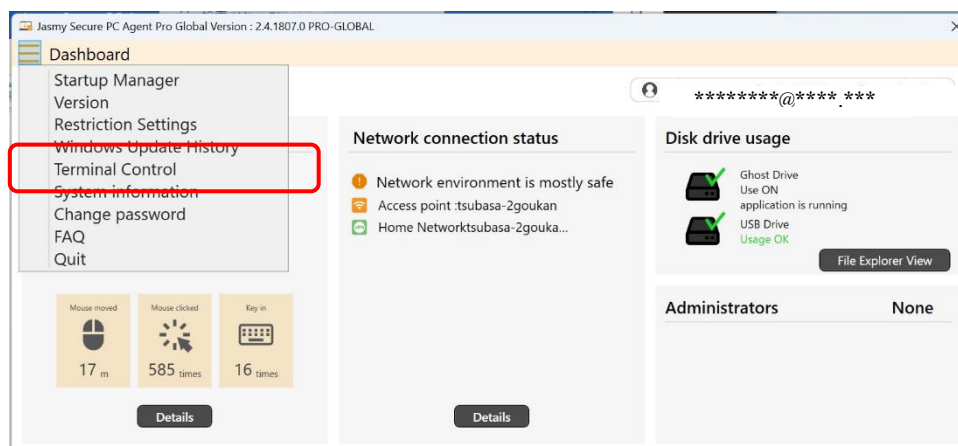 Jasmy Secure PC Agent Pro Global Version : 2.4.1807.0 PRO-GLOBAL
Dashboard
Startup Manager
Version
Restriction Settings
Windows Update History
Terminal Control
System information
Change password
FAQ
Quit
********@****.***
Mouse moved
17 m
Mouse clicked
585 times
Key in
16 times
Details
Network connection status
Network environment is mostly safe
Access point :tsubasa-2goukan
Home Networktsubasa-2gouka...
Details
Disk drive usage
Ghost Drive
Use ON
application is running
USB Drive
Usage OK
File Explorer View
Administrators None